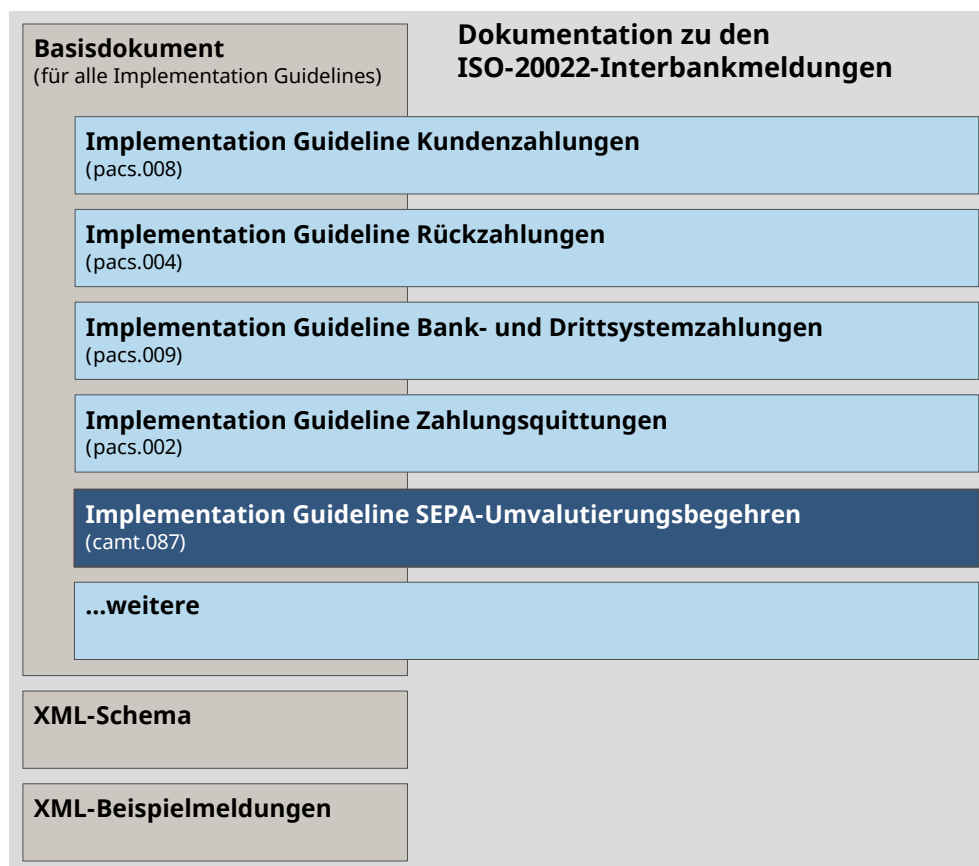 Basisdokument
(für alle Implementation Guidelines)
Dokumentation zu den
ISO-20022-Interbankmeldungen
Implementation Guideline Kundenzahlungen
(pacs.008)
Implementation Guideline Rückzahlungen
(pacs.004)
Implementation Guideline Bank- und Drittsystemzahlungen
(pacs.009)
Implementation Guideline Zahlungsquittungen
(pacs.002)
Implementation Guideline SEPA-Umvalutierungsbegehren
(camt.087)
...weitere
XML-Schema
XML-Beispielmeldungen